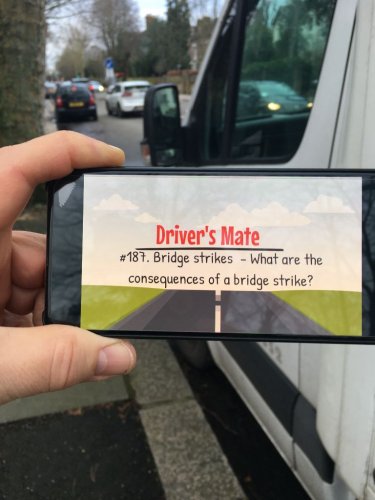 Driver's Mate
#187. Bridge strikes - What are the
consequences of a bridge strike?